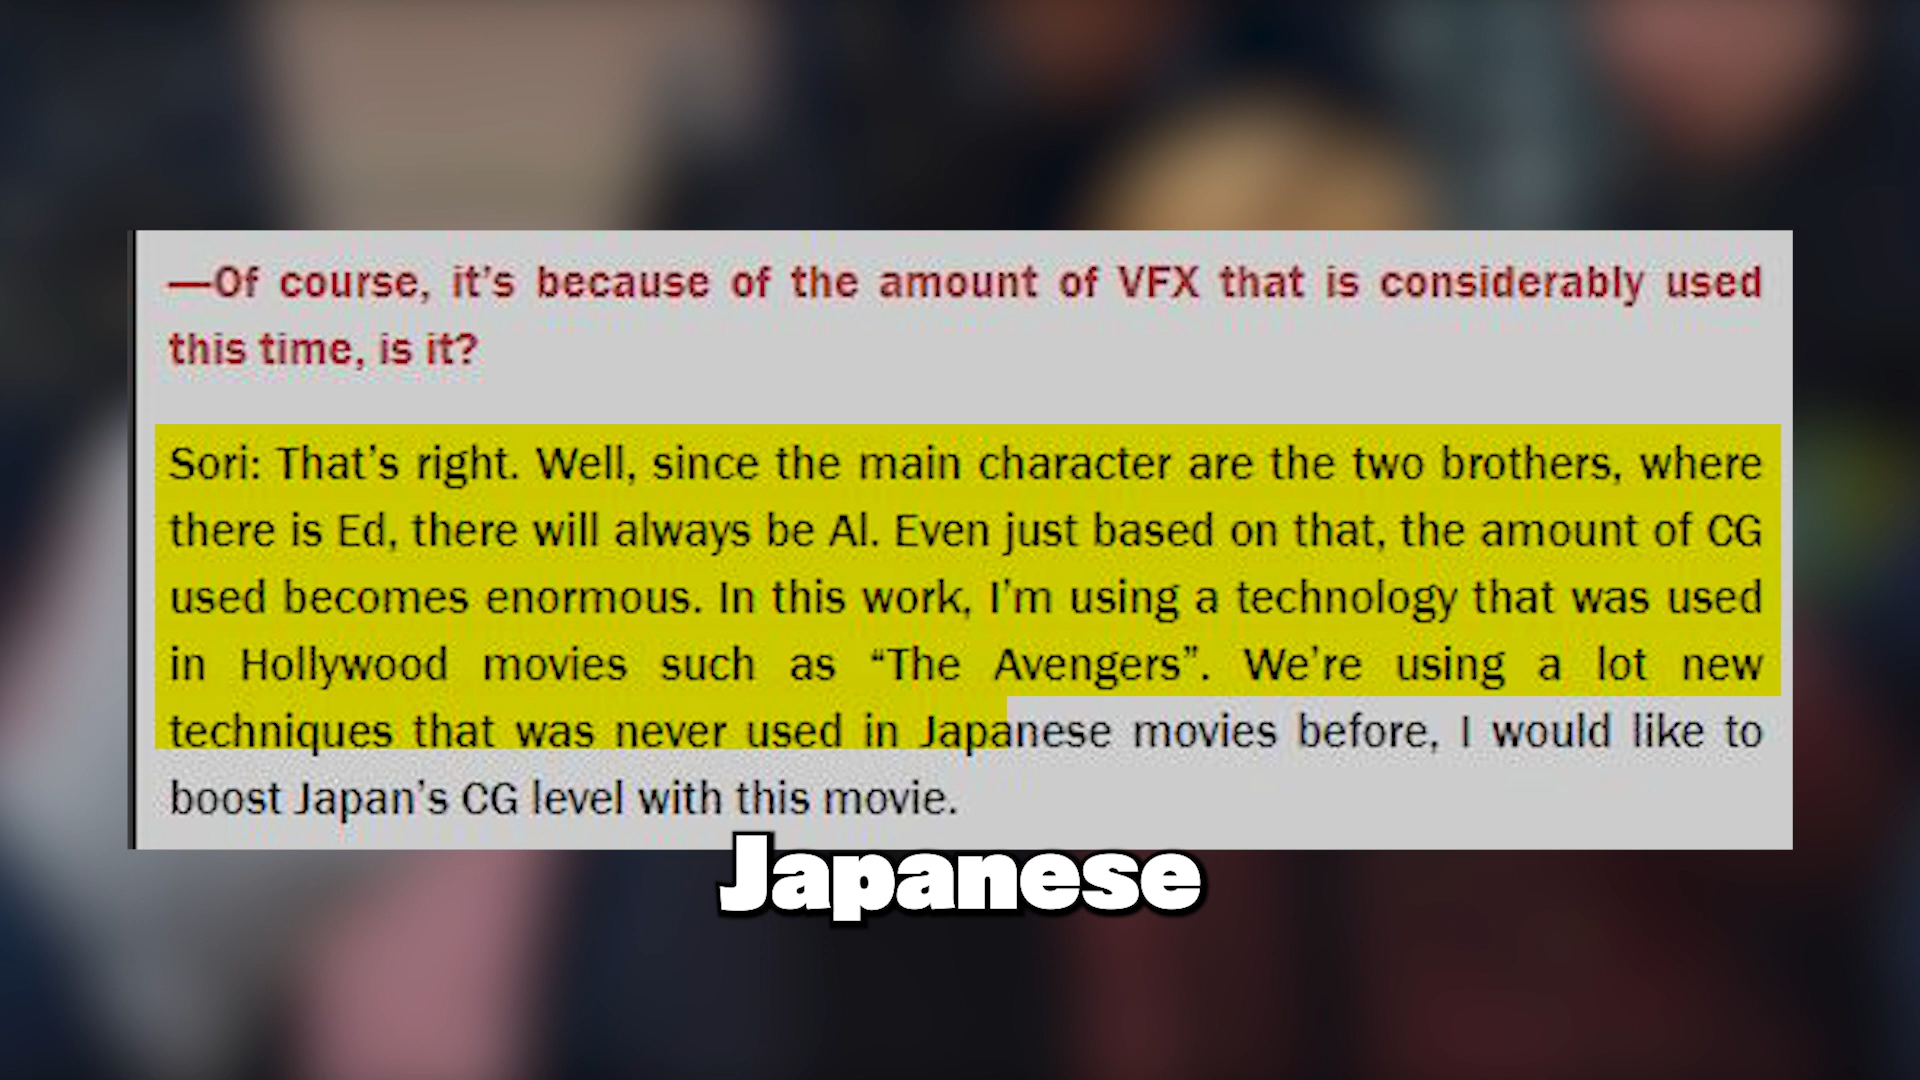 —Of course, it’s because of the amount of VFX that is considerably used
this time, is it?
Sori: That’s right. Well, since the main character are the two brothers, where
there is Ed, there will always be Al. Even just based on that, the amount of CG
used becomes enormous. In this work, I’m using a technology that was used
in Hollywood movies such as “The Avengers”. We’re using a lot new
techniques that was never used in Japanese movies before, I would like to
boost Japan’s CG level with this movie.
Japanese